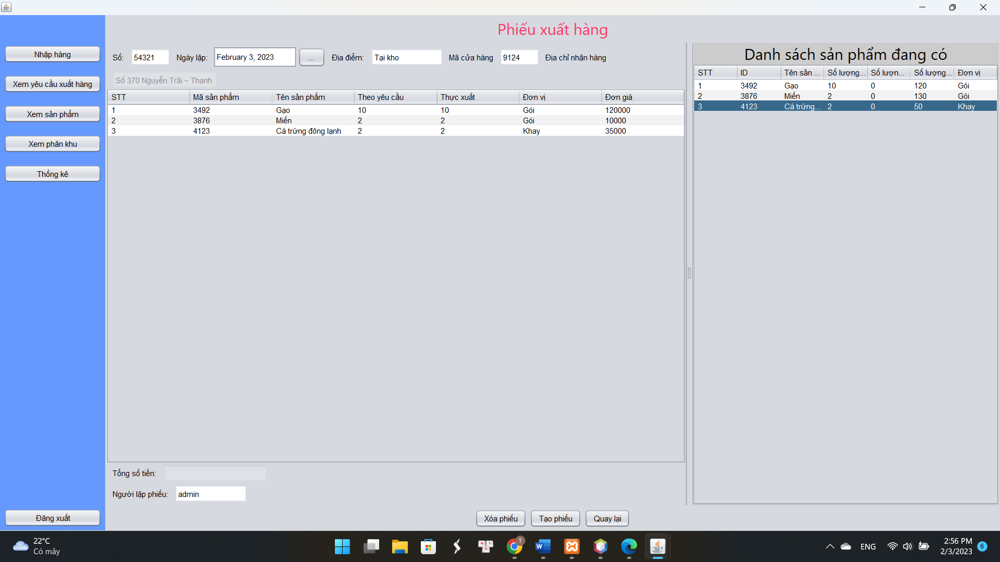 Phiếu xuất hàng
Nhập hàng
Xem yêu cầu xuất hàng
Xem sản phẩm
Xem phân khu
Thống kê
Đăng xuất
Số: 54321 Ngày lập: February 3, 2023 ... Địa điểm: Tại kho Mã cửa hàng 9124 Địa chỉ nhận hàng
Số 370 Nguyễn Trãi – Thanh
STT Mã sản phẩm Tên sản phẩm Theo yêu cầu Thực xuất Đơn vị Đơn giá
1 3492 Gạo 10 10 Gói 120000
2 3876 Miến 2 2 Gói 10000
3 4123 Cá trứng đông lạnh 2 2 Khay 35000
Tổng số tiền:
Người lập phiếu: admin
Xóa phiếu Tạo phiếu Quay lại
Danh sách sản phẩm đang có
STT ID Tên sản ... Số lượng... Số lượn... Số lượng... Đơn vị
1 3492 Gạo 10 0 120 Gói
2 3876 Miến 2 0 130 Gói
3 4123 Cá trứng... 2 0 50 Khay
22°C
Có mây
T
ENG
2:56 PM
2/3/2023
6